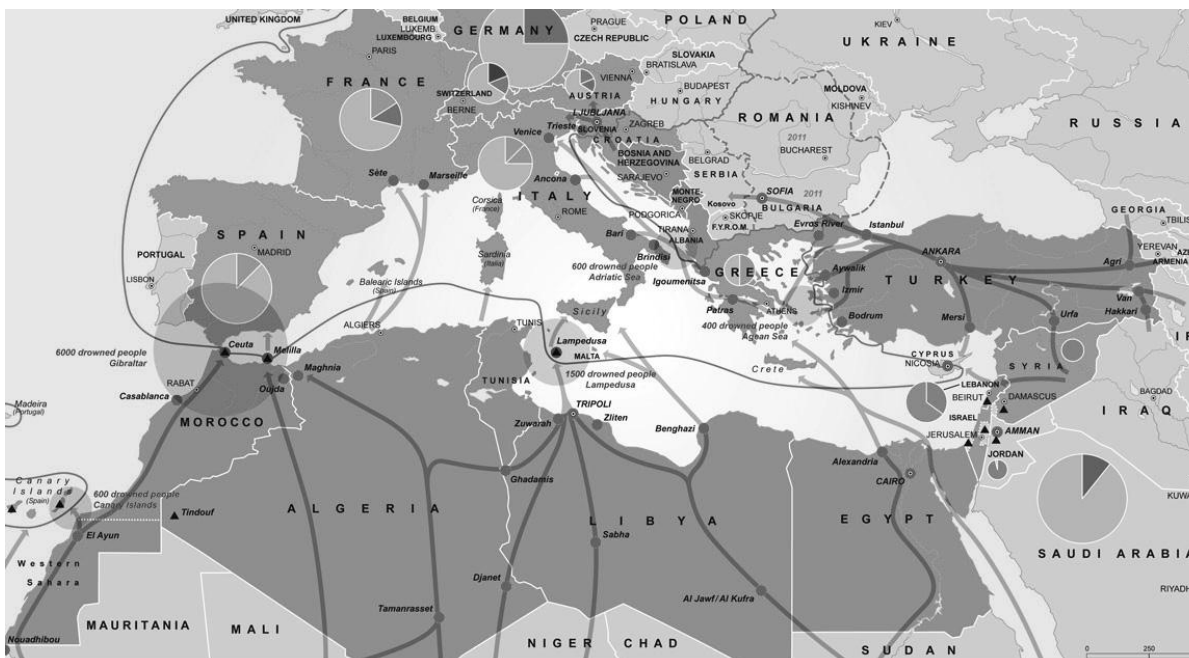 UNITED KINGDOM
BELGIUM
LUXEMB.
LUXEMBOURG
GERMANY
PRAGUE
CZECH REPUBLIC
POLAND
KIEV
UKRAINE
PARIS
FRANCE
SLOVAKIA
BRATISLAVA
VIENNA
AUSTRIA
SWITZERLAND
BERNE
BUDAPEST
HUNGARY
MOLDOVA
KISHINEV
ROMANIA
2011
BUCHAREST
RUSSIA
LJUBLJANA
SLOVENIA
Venice
Trieste
ZAGREB
CROATIA
BOSNIA AND
HERZEGOVINA
SARAJEVO
BELGRAD
SERBIA
Sète
Marseille
Ancona
ITALY
Corsica
(France)
ROME
MONTE-
NEGRO
PODGORICA
Kosovo
SKOPJE
F.Y.R.O.M.
SOFIA
2011
BULGARIA
TIRANA
ALBANIA
GEORGIA
TBILIS
YEREVAN
ARMENIA
AZE
SPAIN
MADRID
PORTUGAL
LISBON
Sardinia
(Italia)
Balearic Islands
(Spain)
Bari
Brindisi
600 drowned people
Adriatic Sea
Igoumenitsa
GREECE
Evros River
Istanbul
ANKARA
TURKEY
Agri
Van
Hakkari
Aywalik
Izmir
Bodrum
Patras
ATHENS
400 drowned people
Agean Sea
Mersi
Urfa
6000 drowned people
Gibraltar
Ceuta
Melilla
ALGIERS
TUNIS
Sicily
Lampedusa
MALTA
1500 drowned people
Lampedusa
Crete
CYPRUS
NICOSIA
SYRIA
RABAT
Oujda
Maghnia
Casablanca
MOROCCO
TUNISIA
TRIPOLI
Zuwarah
Zliten
Benghazi
LEBANON
BEIRUT
DAMASCUS
ISRAEL
JERUSALEM
AMMAN
JORDAN
BAGDAD
IRAQ
Madeira
(Portugal)
Alexandria
CAIRO
Canary
Island
(Spain)
600 drowned people
Canary Islands
El Ayun
Tindouf
ALGERIA
Ghadamis
LIBYA
Sabha
EGYPT
KUWA
SAUDI ARABIA
RIYADH
Western
Sahara
Nouadhibou
MAURITANIA
MALI
Tamanrasset
Djanet
Al Jawf / Al Kufra
NIGER
CHAD
SUDAN
0
250